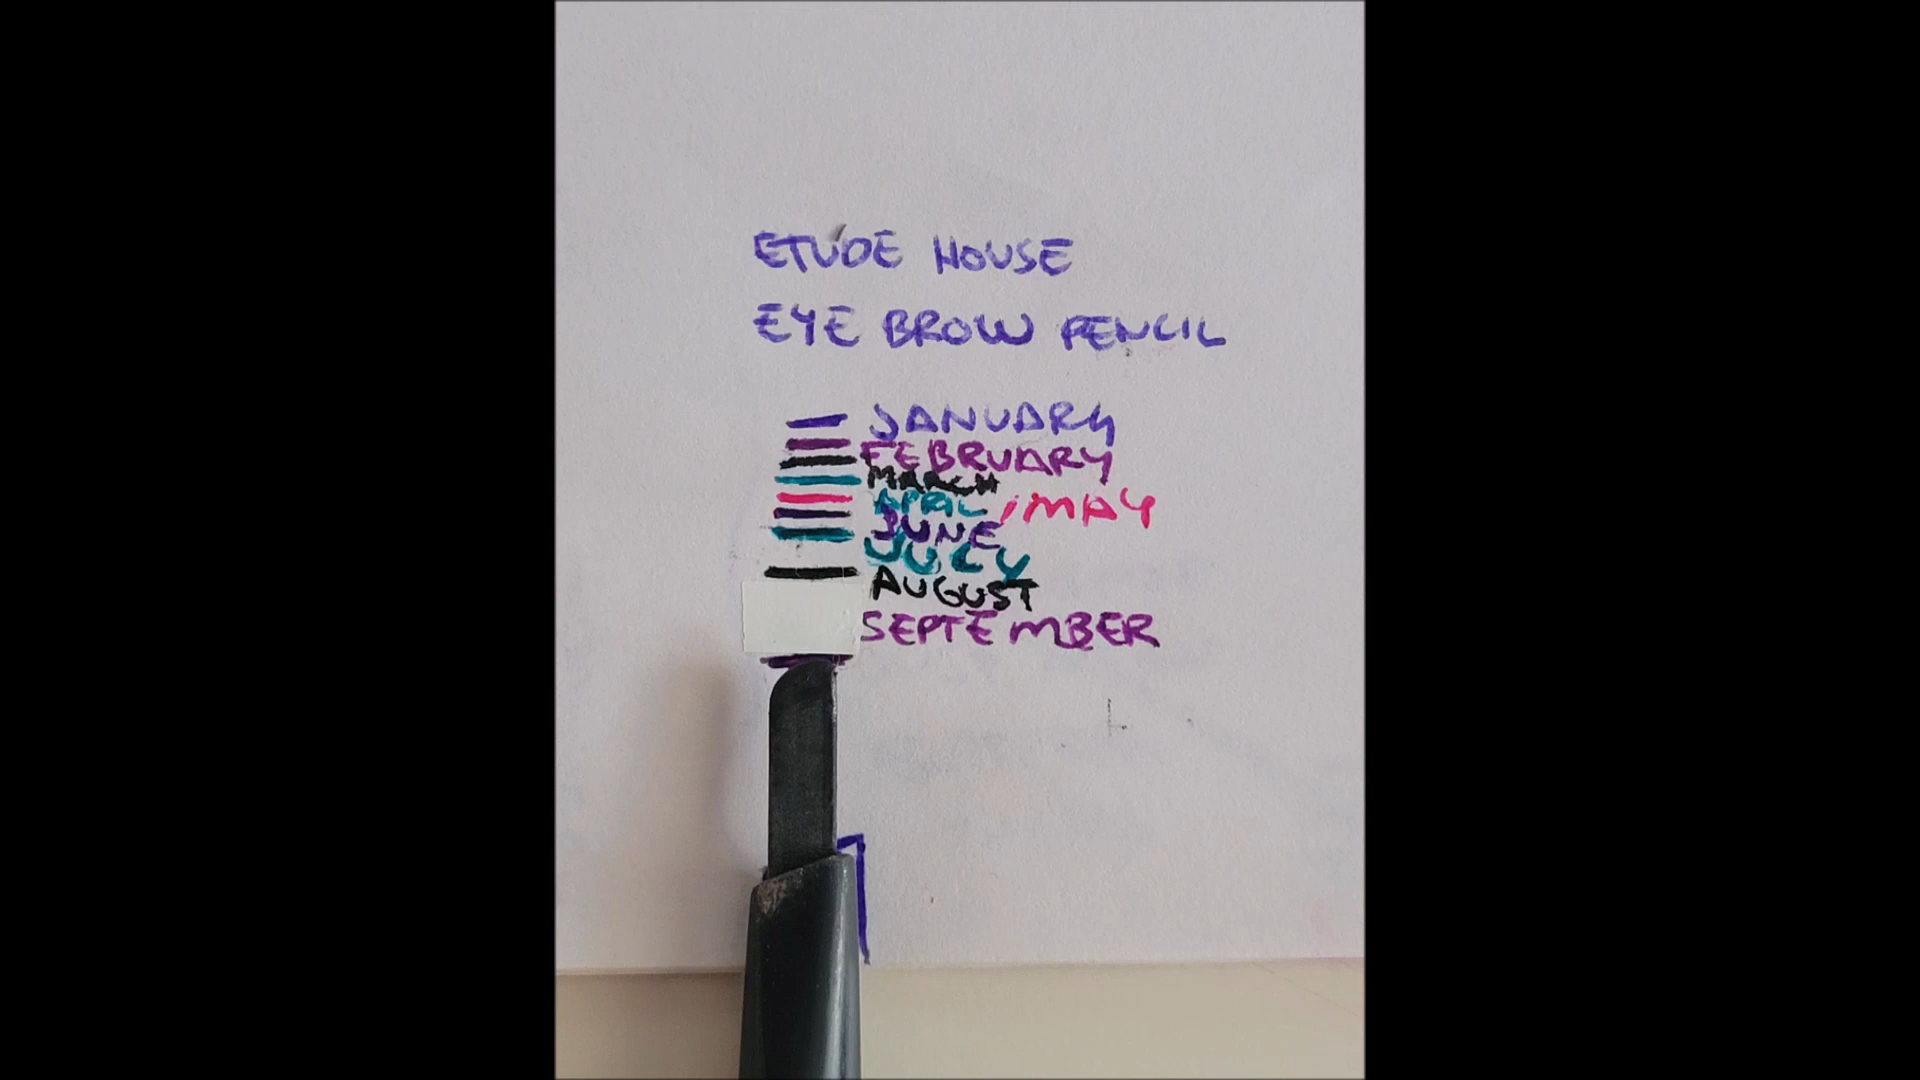 ETUDE HOUSE
EYE BROW PENCIL
JANUARY
FEBRUARY
MARCH
APRIL / MAY
JUNE
JULY
AUGUST
SEPTEMBER